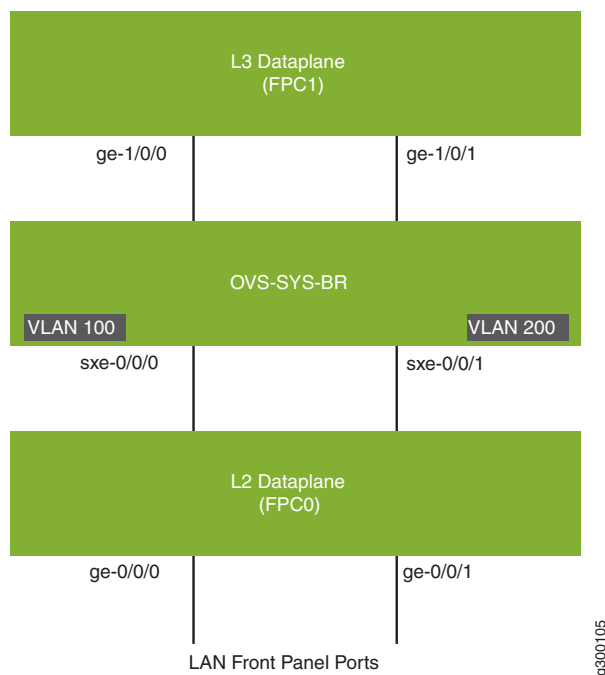 L3 Dataplane
(FPC1)
ge-1/0/0
ge-1/0/1
OVS-SYS-BR
VLAN 100
VLAN 200
sxe-0/0/0
sxe-0/0/1
L2 Dataplane
(FPC0)
ge-0/0/0
ge-0/0/1
LAN Front Panel Ports
g300105